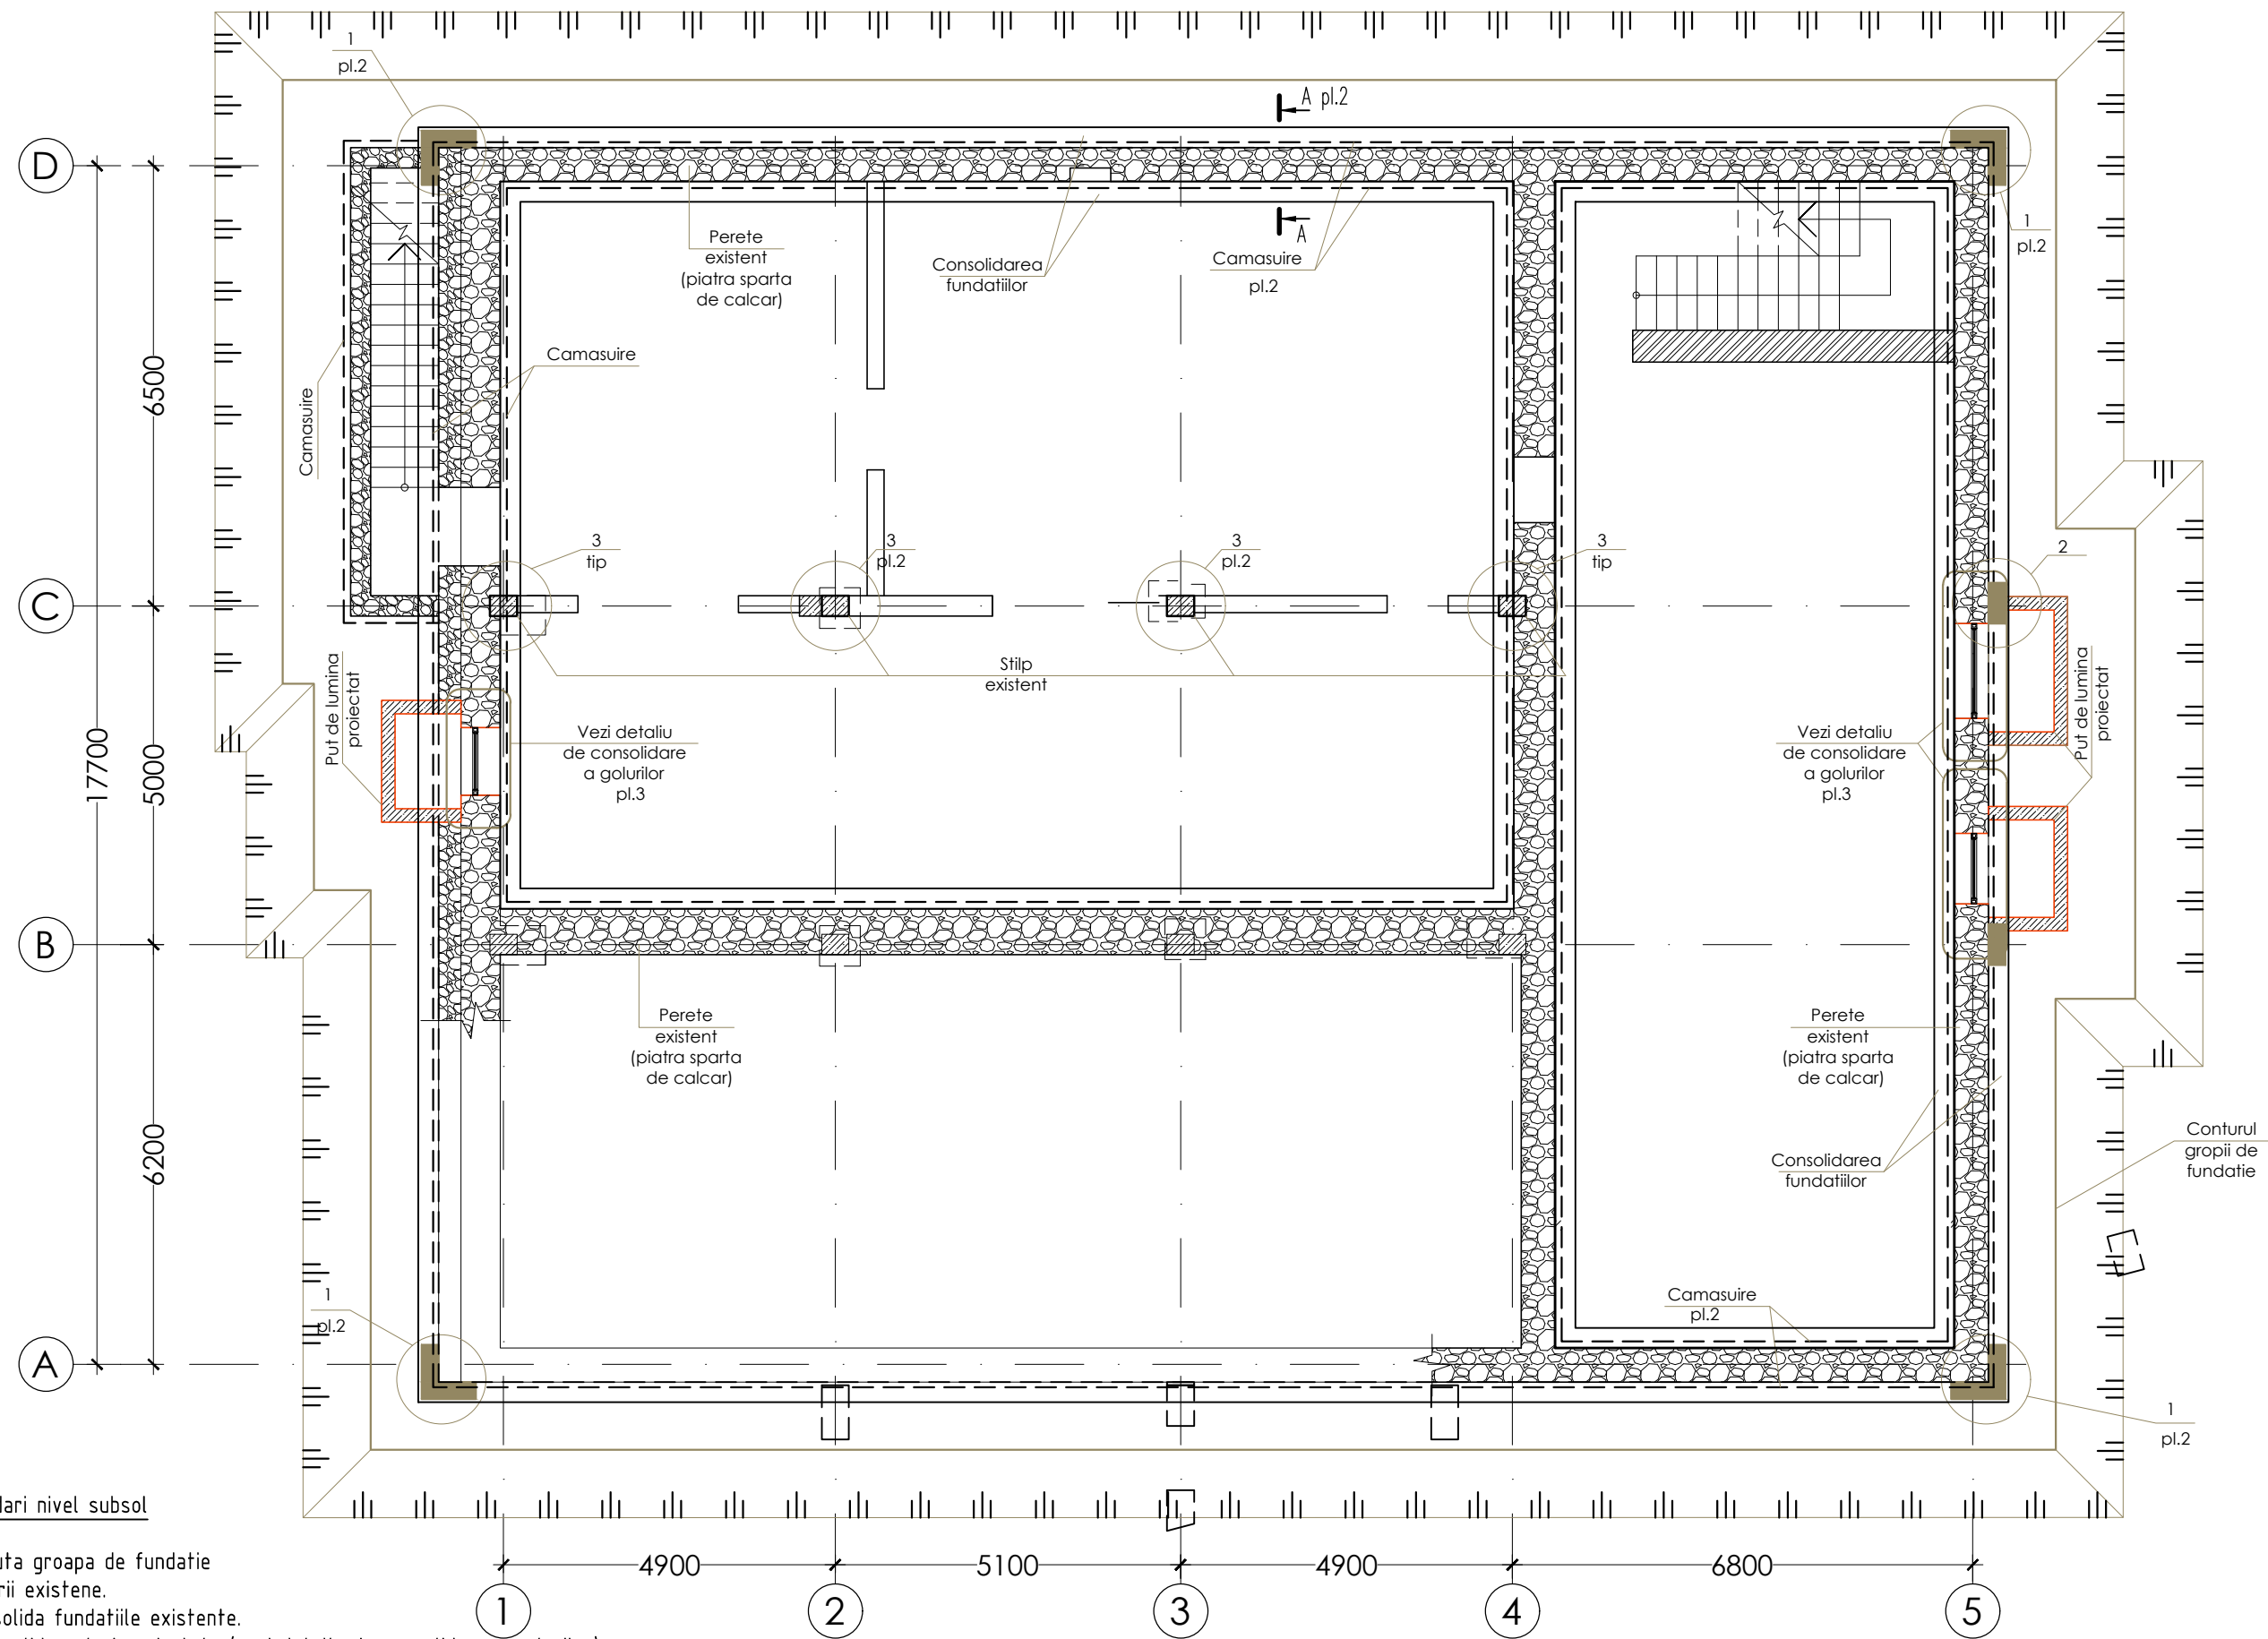 1
pl.2
A pl.2
D
1
pl.2
A
Perete
existent
(piatra sparta
de calcar)
Consolidarea
fundatiilor
Camasuire
pl.2
Camasuire
Camasuire
6500
3
tip
3
pl.2
3
pl.2
3
tip
2
C
Stilp
existent
Put de lumina
proiectat
Vezi detaliu
de consolidare
a golurilor
pl.3
Vezi detaliu
de consolidare
a golurilor
pl.3
Put de lumina
proiectat
17700
5000
B
Perete
existent
(piatra sparta
de calcar)
Perete
existent
(piatra sparta
de calcar)
6200
Conturul
gropii de
fundatie
Consolidarea
fundatiilor
Camasuire
pl.2
1
pl.2
A
1
pl.2
lari nivel subsol
uta groapa de fundatie
rii existene.
solida fundatiile existente.
4900
5100
4900
6800
1
2
3
4
5